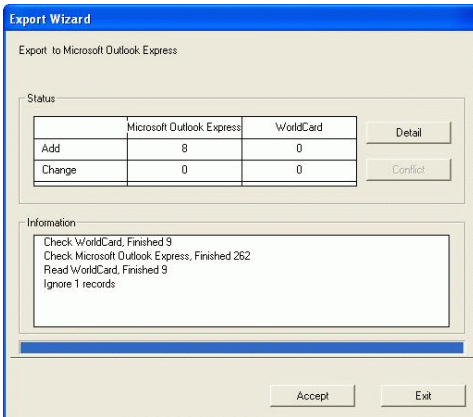 Export Wizard
Export to Microsoft Outlook Express
Status
Microsoft Outlook Express WorldCard
Add 8 0
Change 0 0
Detail
Conflict
Information
Check WorldCard, Finished 9
Check Microsoft Outlook Express, Finished 262
Read WorldCard, Finished 9
Ignore 1 records
Accept Exit